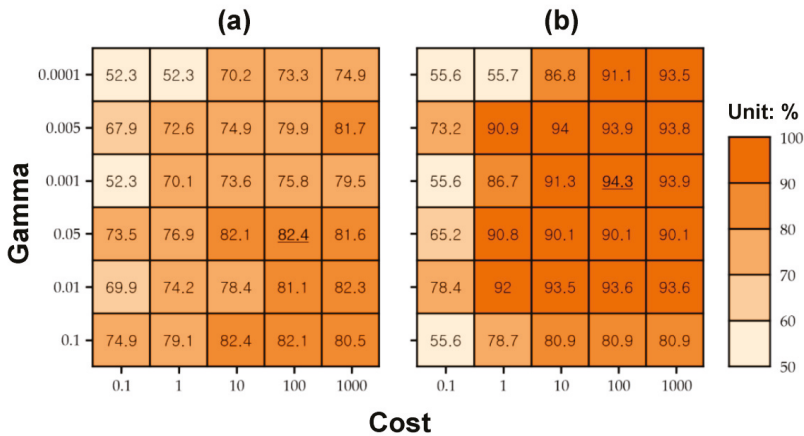 (a) (b)
Unit: %
Gamma
0.0001 52.3 52.3 70.2 73.3 74.9 55.6 55.7 86.8 91.1 93.5
0.005 67.9 72.6 74.9 79.9 81.7 73.2 90.9 94 93.9 93.8
0.001 52.3 70.1 73.6 75.8 79.5 55.6 86.7 91.3 94.3 93.9
0.05 73.5 76.9 82.1 82.4 81.6 65.2 90.8 90.1 90.1 90.1
0.01 69.9 74.2 78.4 81.1 82.3 78.4 92 93.5 93.6 93.6
0.1 74.9 79.1 82.4 82.1 80.5 55.6 78.7 80.9 80.9 80.9
0.1 1 10 100 1000 0.1 1 10 100 1000
Cost
100
90
80
70
60
50